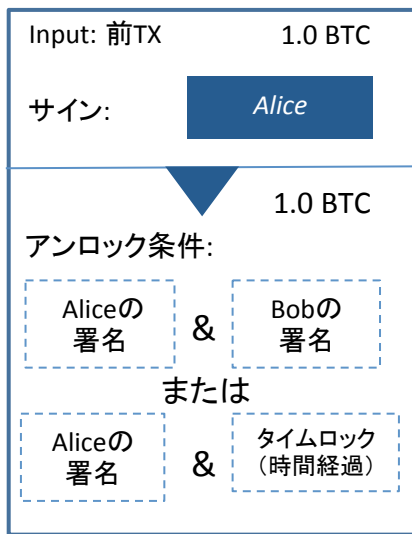 Input: 前TX 1.0 BTC
サイン: Alice
1.0 BTC
アンロック条件:
Aliceの
署名
&
Bobの
署名
または
Aliceの
署名
&
タイムロック
（時間経過）